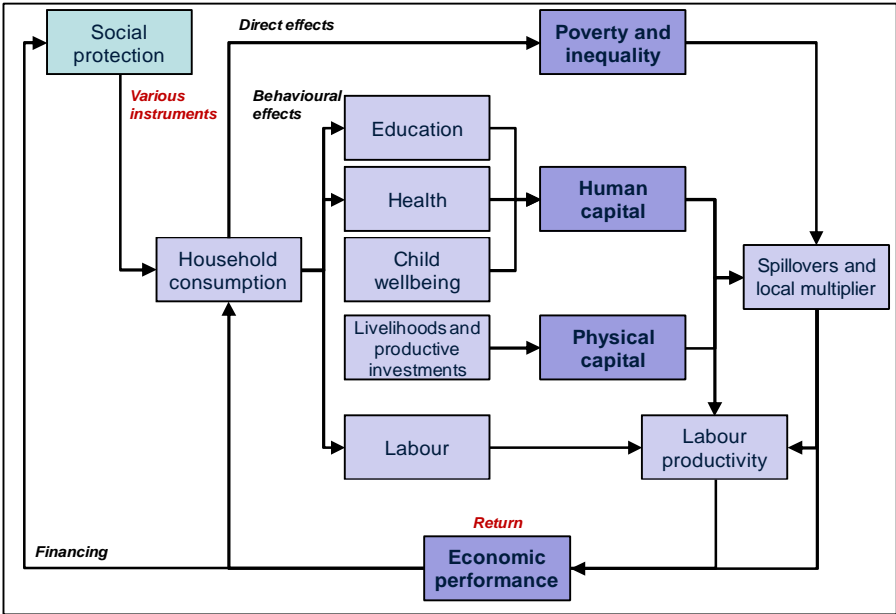 Social
protection
Direct effects
Poverty and
inequality
Various
instruments
Behavioural
effects
Education
Health
Human
capital
Child
wellbeing
Household
consumption
Spillovers and
local multiplier
Livelihoods and
productive
investments
Physical
capital
Labour
Labour
productivity
Return
Financing
Economic
performance